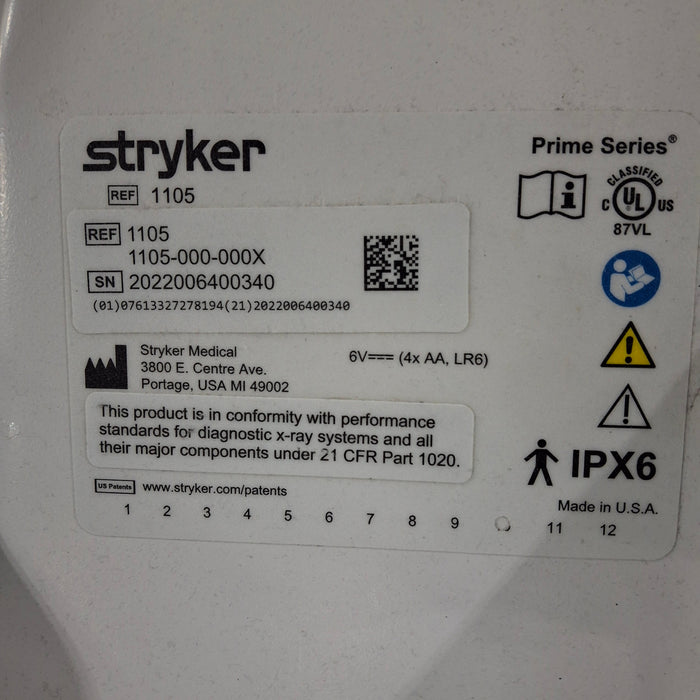 stryker
Prime Series®
REF 1105
CLASSIFIED
C UL US
87VL
REF 1105
1105-000-000X
SN 2022006400340
(01)07613327278194(21)2022006400340
Stryker Medical
3800 E. Centre Ave.
Portage, USA MI 49002
6V (4x AA, LR6)
This product is in conformity with performance
standards for diagnostic x-ray systems and all
their major components under 21 CFR Part 1020.
IPX6
US Patents www.stryker.com/patents
Made in U.S.A.
1 2 3 4 5 6 7 8 9 11 12